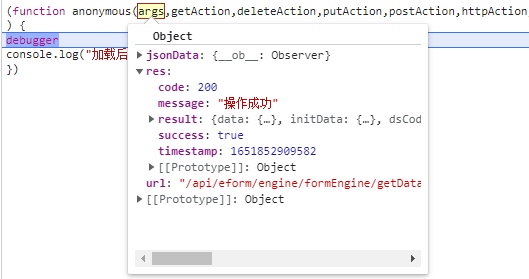 (function anonymous(args,getAction,deleteAction,putAction,postAction,httpAction,
) {
debugger
console.log("加载后
})
Object
jsonData: {__ob__: Observer}
res:
code: 200
message: "操作成功"
result: {data: {…}, initData: {…}, dsCod
success: true
timestamp: 1651852909582
[[Prototype]]: Object
url: "/api/eform/engine/formEngine/getData
[[Prototype]]: Object